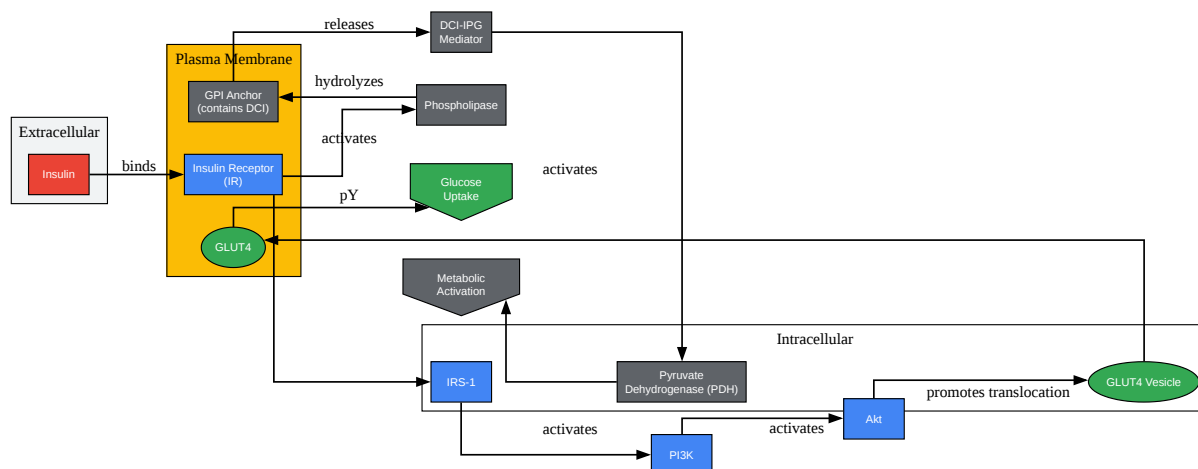 releases
DCI-IPG
Mediator
Plasma Membrane
hydrolyzes
GPI Anchor
(contains DCI)
Phospholipase
Extracellular
activates
binds
Insulin
Insulin Receptor
(IR)
activates
Glucose
Uptake
pY
GLUT4
Metabolic
Activation
Intracellular
IRS-1
Pyruvate
Dehydrogenase (PDH)
GLUT4 Vesicle
promotes translocation
Akt
activates
activates
PI3K